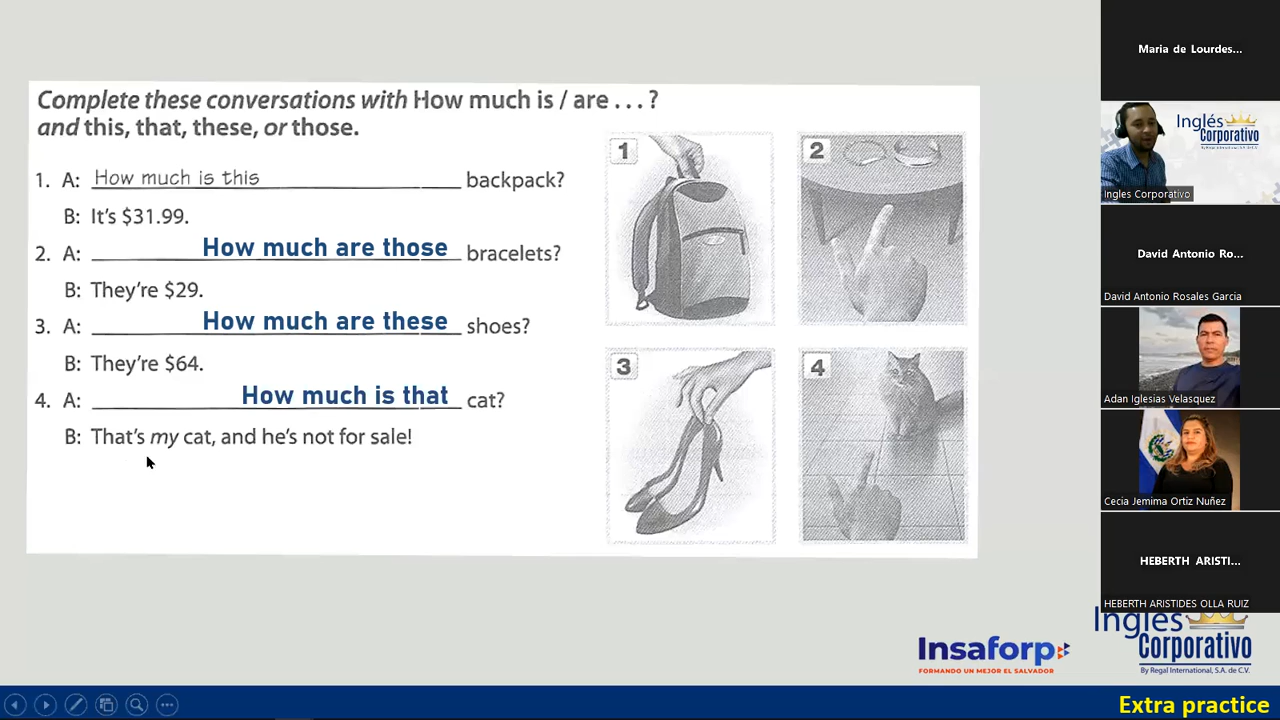 Complete these conversations with How much is / are . . . ?
and this, that, these, or those.
1. A: How much is this backpack?
B: It's $31.99.
2. A: How much are those bracelets?
B: They're $29.
3. A: How much are these shoes?
B: They're $64.
4. A: How much is that cat?
B: That's my cat, and he's not for sale!
1
2
3
4
Maria de Lourdes...
Inglés
Corporativo
Ingles Corporativo
David Antonio Ro...
David Antonio Rosales Garcia
Adan Iglesias Velasquez
Cecia Jemima Ortiz Nuñez
HEBERTH ARISTI...
HEBERTH ARISTIDES OLLA RUIZ
Insaforp
FORMANDO UN MEJOR EL SALVADOR
Inglés
Corporativo
By Regal International, S.A. de C.V.
Extra practice